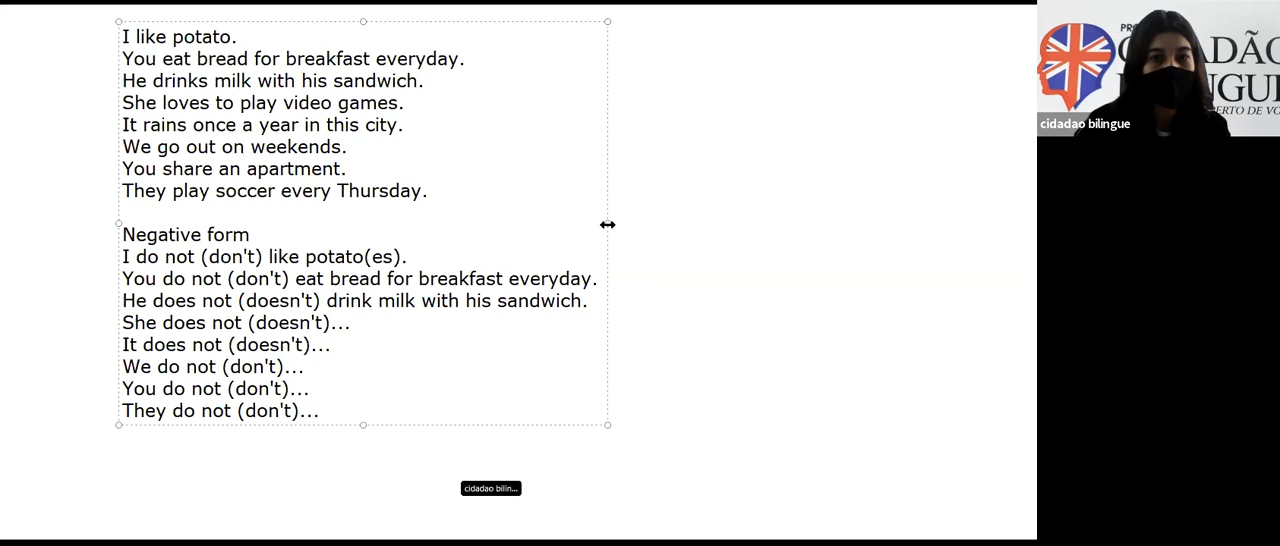 I like potato.
You eat bread for breakfast everyday.
He drinks milk with his sandwich.
She loves to play video games.
It rains once a year in this city.
We go out on weekends.
You share an apartment.
They play soccer every Thursday.
Negative form
I do not (don't) like potato(es).
You do not (don't) eat bread for breakfast everyday.
He does not (doesn't) drink milk with his sandwich.
She does not (doesn't)...
It does not (doesn't)...
We do not (don't)...
You do not (don't)...
They do not (don't)...
cidadao bilin...
cidadao bilingue